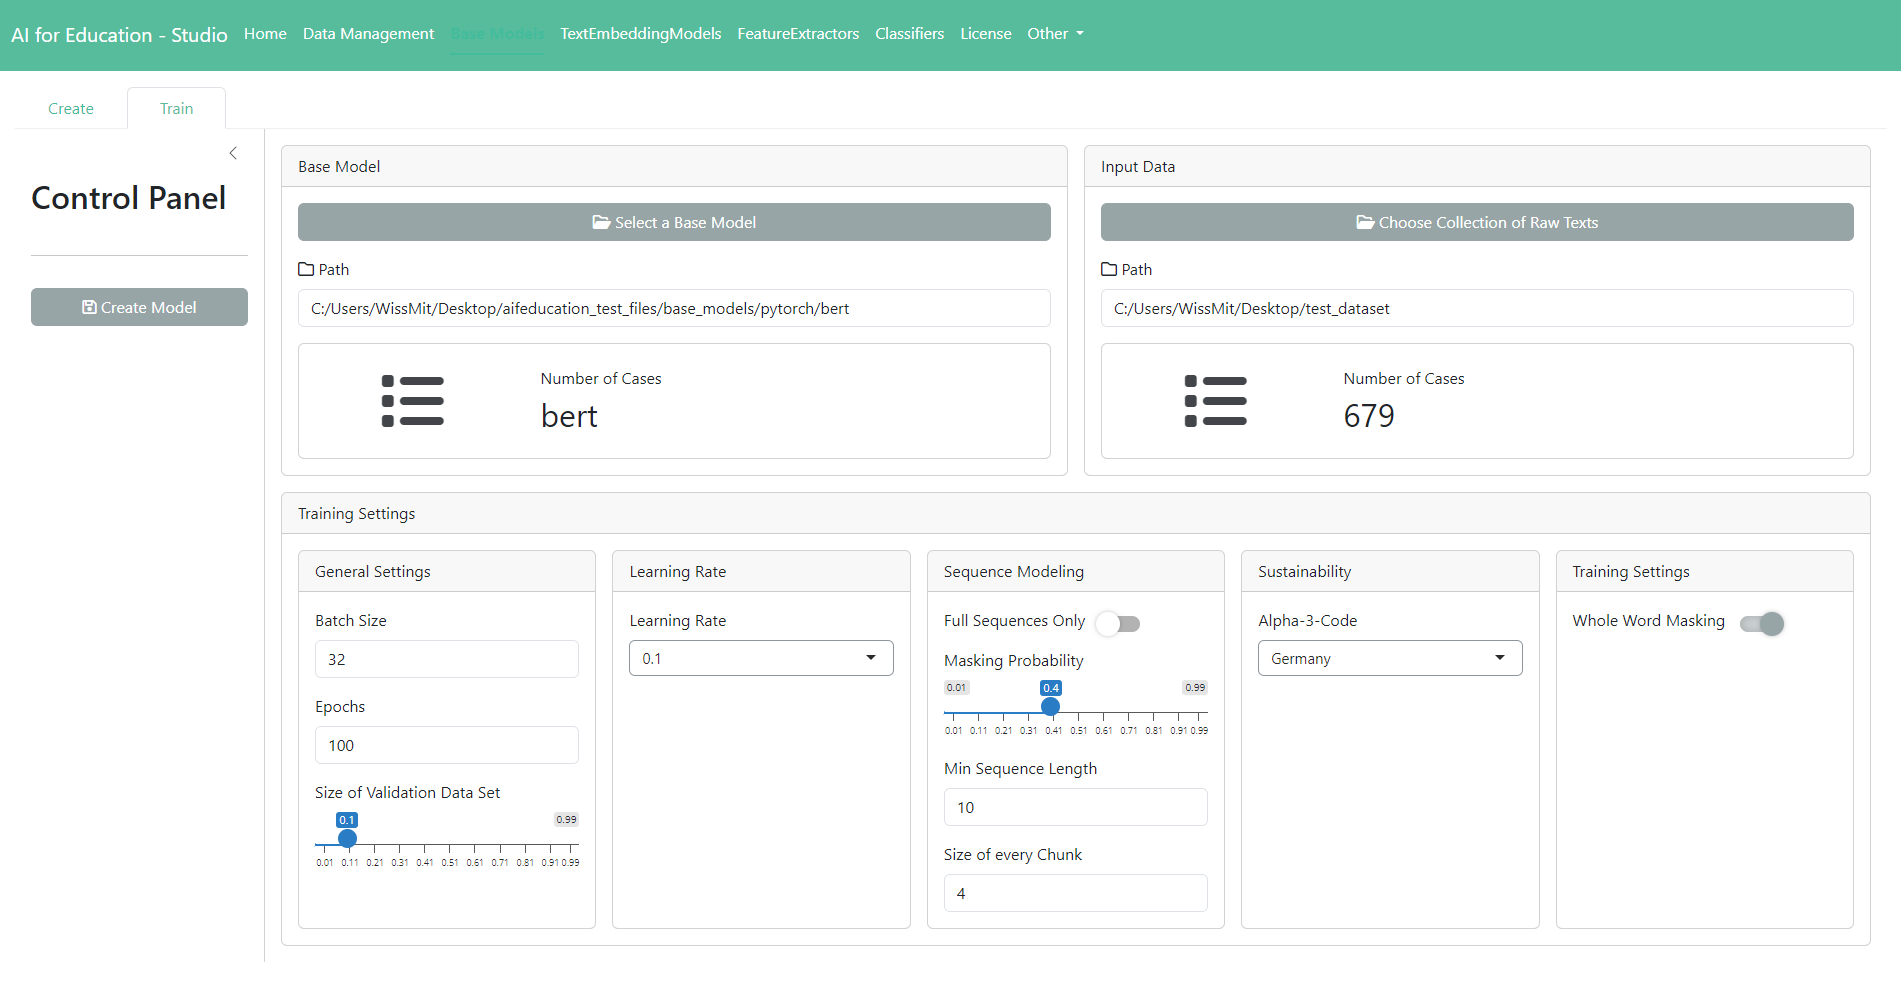 AI for Education - Studio Home Data Management Base Models TextEmbeddingModels FeatureExtractors Classifiers License Other
Create Train
Control Panel
Create Model
Base Model
Select a Base Model
Path
C:/Users/WissMit/Desktop/aifeducation_test_files/base_models/pytorch/bert
Number of Cases
bert
Input Data
Choose Collection of Raw Texts
Path
C:/Users/WissMit/Desktop/test_dataset
Number of Cases
679
Training Settings
General Settings
Batch Size
32
Epochs
100
Size of Validation Data Set
0.1 0.99
0.01 0.11 0.21 0.31 0.41 0.51 0.61 0.71 0.81 0.91 0.99
Learning Rate
Learning Rate
0.1
Sequence Modeling
Full Sequences Only
Masking Probability
0.01 0.4 0.99
0.01 0.11 0.21 0.31 0.41 0.51 0.61 0.71 0.81 0.91 0.99
Min Sequence Length
10
Size of every Chunk
4
Sustainability
Alpha-3-Code
Germany
Training Settings
Whole Word Masking